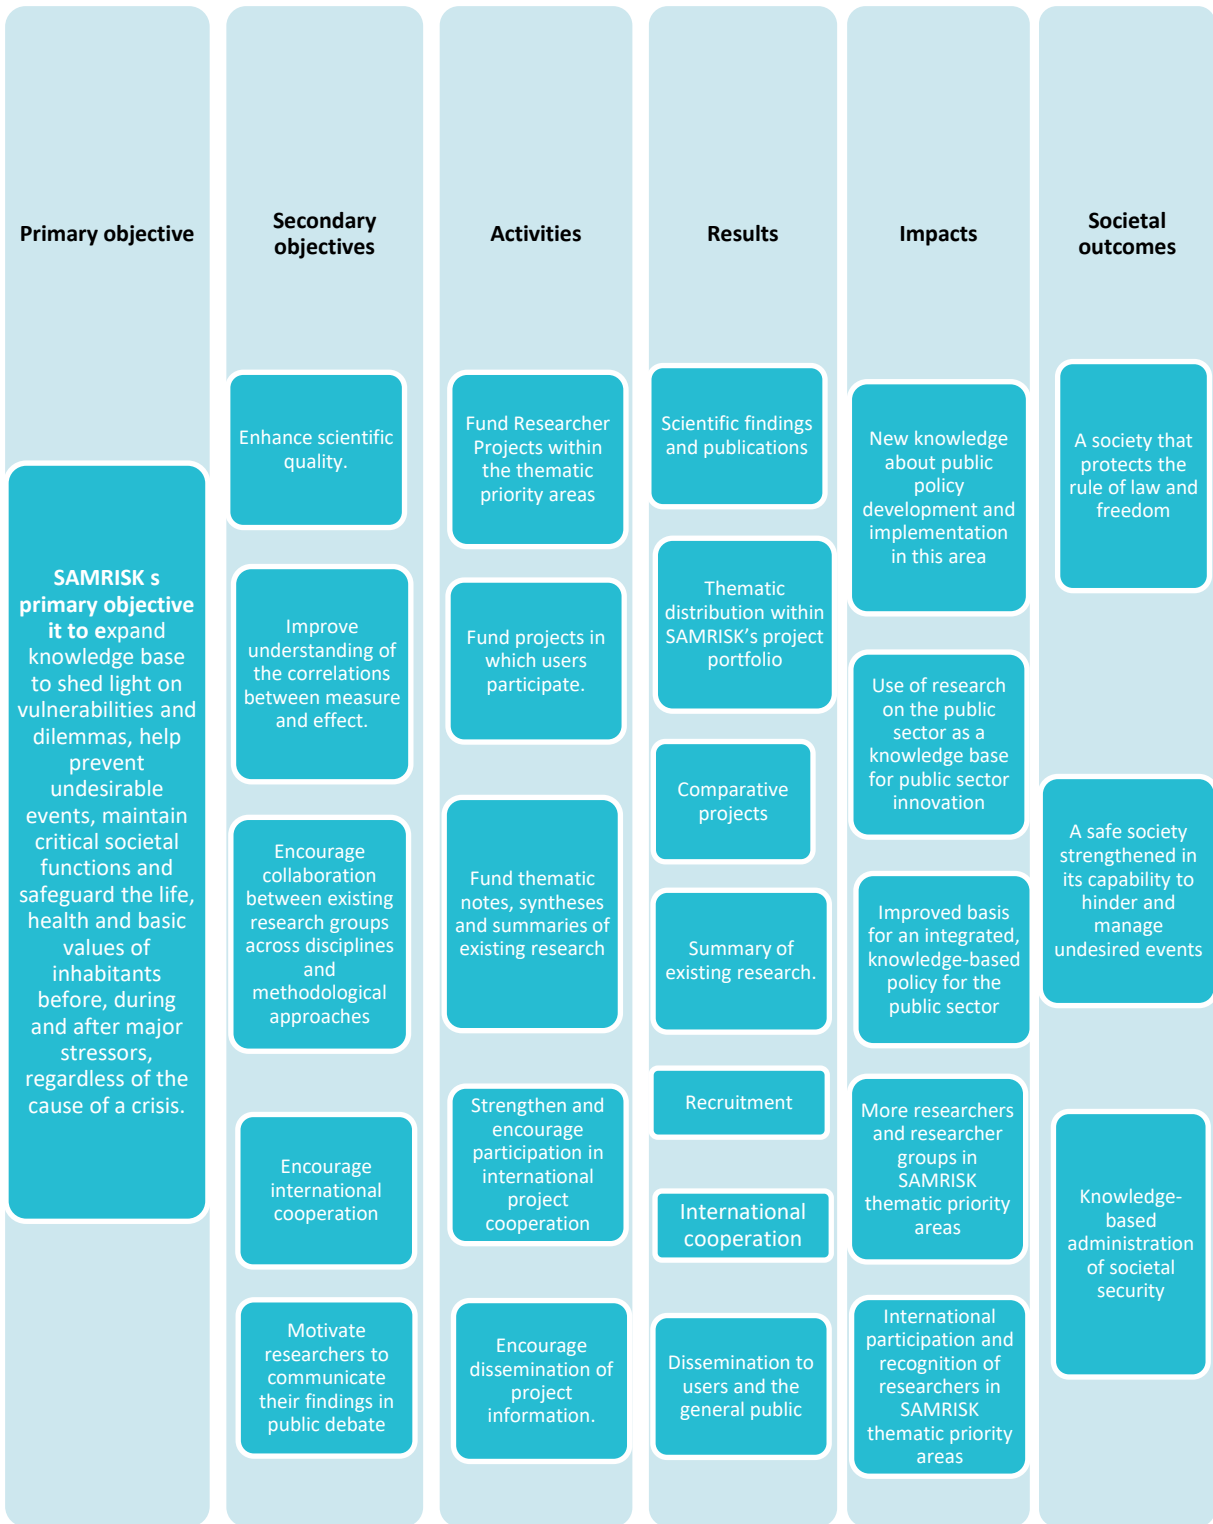 Primary objective
SAMRISK s
primary objective
it to expand
knowledge base
to shed light on
vulnerabilities and
dilemmas, help
prevent
undesirable
events, maintain
critical societal
functions and
safeguard the life,
health and basic
values of
inhabitants
before, during
and after major
stressors,
regardless of the
cause of a crisis.
Secondary
objectives
Enhance scientific
quality.
Improve
understanding of
the correlations
between measure
and effect.
Encourage
collaboration
between existing
research groups
across disciplines
and
methodological
approaches
Encourage
international
cooperation
Motivate
researchers to
communicate
their findings in
public debate
Activities
Fund Researcher
Projects within
the thematic
priority areas
Fund projects in
which users
participate.
Fund thematic
notes, syntheses
and summaries of
existing research
Strengthen and
encourage
participation in
international
project
cooperation
Encourage
dissemination of
project
information.
Results
Scientific findings
and publications
Thematic
distribution within
SAMRISK’s project
portfolio
Comparative
projects
Summary of
existing research.
Recruitment
International
cooperation
Dissemination to
users and the
general public
Impacts
New knowledge
about public
policy
development and
implementation
in this area
Use of research
on the public
sector as a
knowledge base
for public sector
innovation
Improved basis
for an integrated,
knowledge-based
policy for the
public sector
More researchers
and researcher
groups in
SAMRISK
thematic priority
areas
International
participation and
recognition of
researchers in
SAMRISK
thematic priority
areas
Societal
outcomes
A society that
protects the
rule of law and
freedom
A safe society
strengthened in
its capability to
hinder and
manage
undesired events
Knowledge-
based
administration
of societal
security